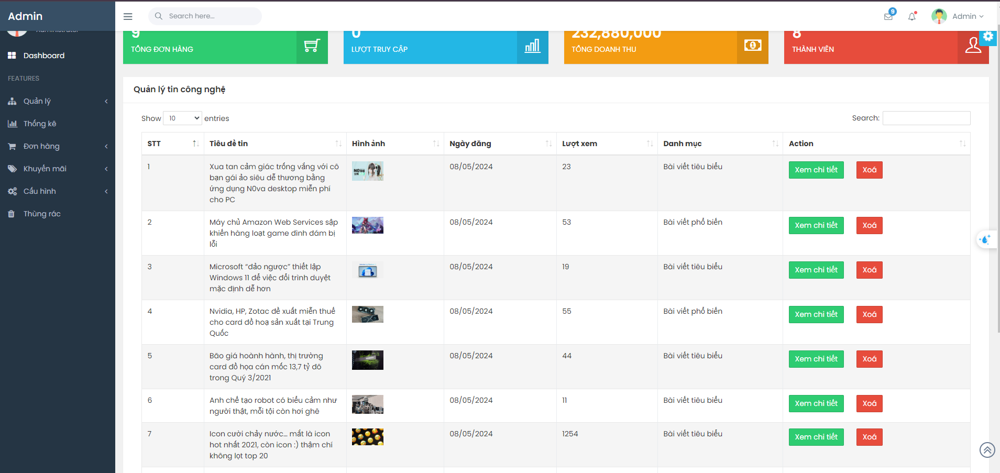 Admin
Search here...
9
Admin
Administrator
9
TỔNG ĐƠN HÀNG
0
LƯỢT TRUY CẬP
232,880,000
TỔNG DOANH THU
8
THÀNH VIÊN
Dashboard
FEATURES
Quản lý
Thống kê
Đơn hàng
Khuyến mãi
Cấu hình
Thùng rác
Quản lý tin công nghệ
Show 10 entries
Search:
STT Tiêu đề tin Hình ảnh Ngày đăng Lượt xem Danh mục Action
1 Xua tan cảm giác trống vắng với cô 08/05/2024 23 Bài viết tiêu biểu Xem chi tiết Xoá
bạn gái ảo siêu dễ thương bằng
ứng dụng N0va desktop miễn phí
cho PC
N0va
2 Máy chủ Amazon Web Services sập 08/05/2024 53 Bài viết phổ biến Xem chi tiết Xoá
khiến hàng loạt game đình đám bị
lỗi
3 Microsoft “đảo ngược” thiết lập 08/05/2024 19 Bài viết tiêu biểu Xem chi tiết Xoá
Windows 11 để việc đổi trình duyệt
mặc định dễ hơn
4 Nvidia, HP, Zotac đề xuất miễn thuế 08/05/2024 55 Bài viết phổ biến Xem chi tiết Xoá
cho card đồ hoạ sản xuất tại Trung
Quốc
5 Bão giá hoành hành, thị trường 08/05/2024 44 Bài viết tiêu biểu Xem chi tiết Xoá
card đồ họa cán mốc 13,7 tỷ đô
trong Quý 3/2021
6 Anh chế tạo robot có biểu cảm như 08/05/2024 11 Bài viết tiêu biểu Xem chi tiết Xoá
người thật, mỗi tội còn hơi ghê
7 Icon cười chảy nước... mắt là icon 08/05/2024 1254 Bài viết tiêu biểu Xem chi tiết Xoá
hot nhất 2021, còn icon :) thậm chí
không lọt top 20